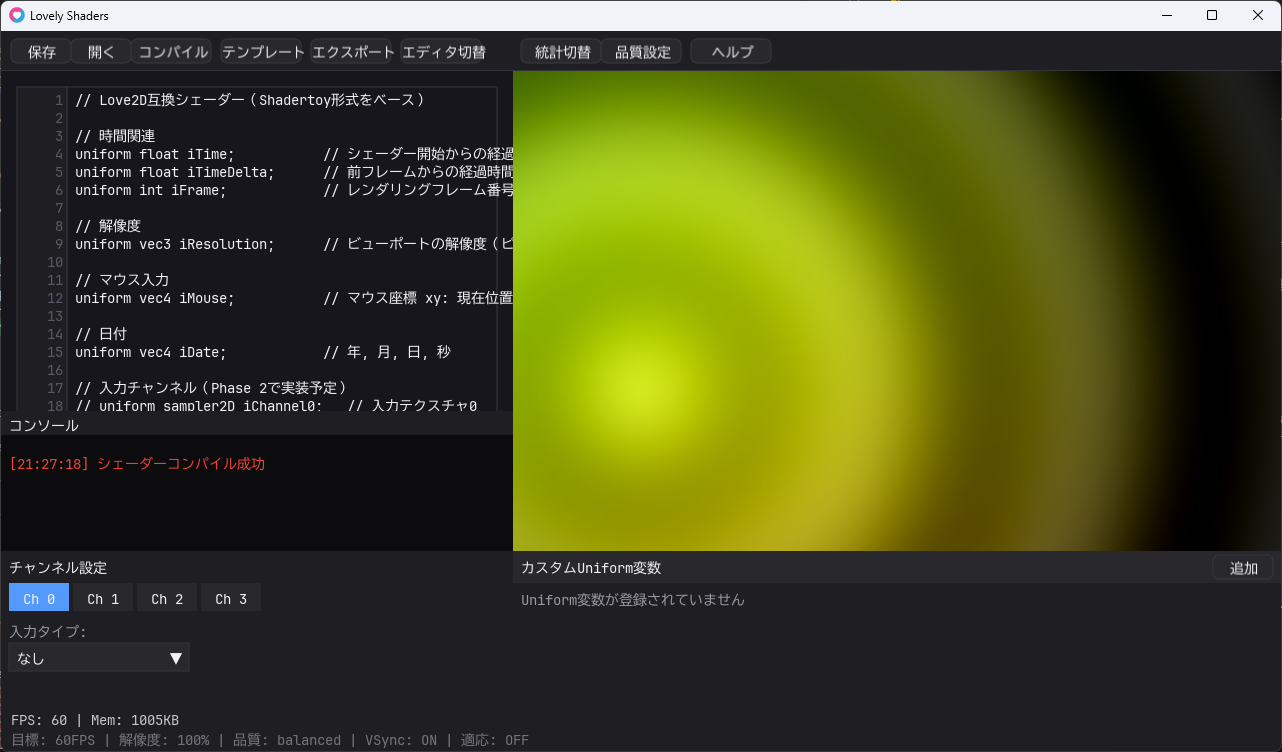 Lovely Shaders
保存 開く コンパイル テンプレート エクスポート エディタ切替 統計切替 品質設定 ヘルプ
1 // Love2D互換シェーダー（Shadertoy形式をベース）
2
3 // 時間関連
4 uniform float iTime; // シェーダー開始からの経過
5 uniform float iTimeDelta; // 前フレームからの経過時間
6 uniform int iFrame; // レンダリングフレーム番号
7
8 // 解像度
9 uniform vec3 iResolution; // ビューポートの解像度（ピ
10
11 // マウス入力
12 uniform vec4 iMouse; // マウス座標 xy: 現在位置
13
14 // 日付
15 uniform vec4 iDate; // 年, 月, 日, 秒
16
17 // 入力チャンネル（Phase 2で実装予定）
18 // uniform sampler2D iChannel0; // 入力テクスチャ0
コンソール
[21:27:18] シェーダーコンパイル成功
チャンネル設定
Ch 0 Ch 1 Ch 2 Ch 3
入力タイプ:
なし ▼
カスタムUniform変数 追加
Uniform変数が登録されていません
FPS: 60 | Mem: 1005KB
目標: 60FPS | 解像度: 100% | 品質: balanced | VSync: ON | 適応: OFF